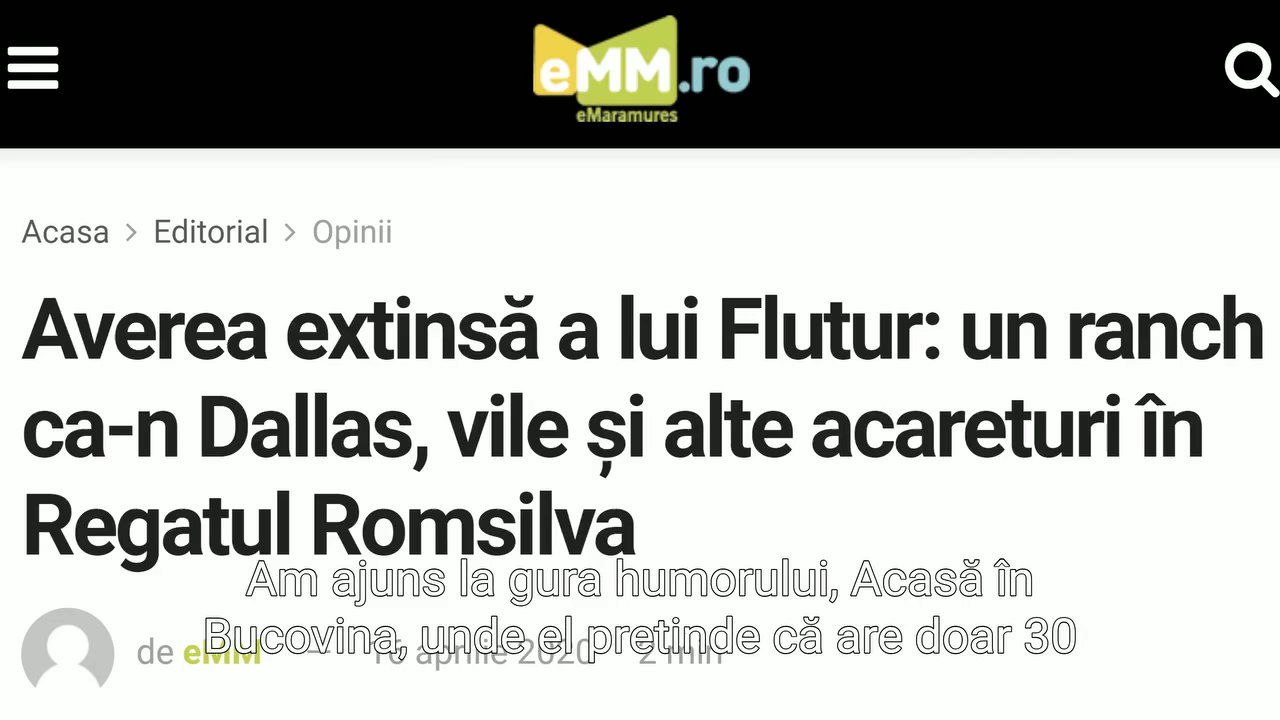 eMM.ro
eMaramures
Acasa > Editorial > Opinii
Averea extinsă a lui Flutur: un ranch
ca-n Dallas, vile și alte acareturi în
Regatul Romsilva
Am ajuns la gura humorului, Acasă în
Bucovina, unde el pretinde că are doar 30
de eMM — 16 aprilie 2020 2 min